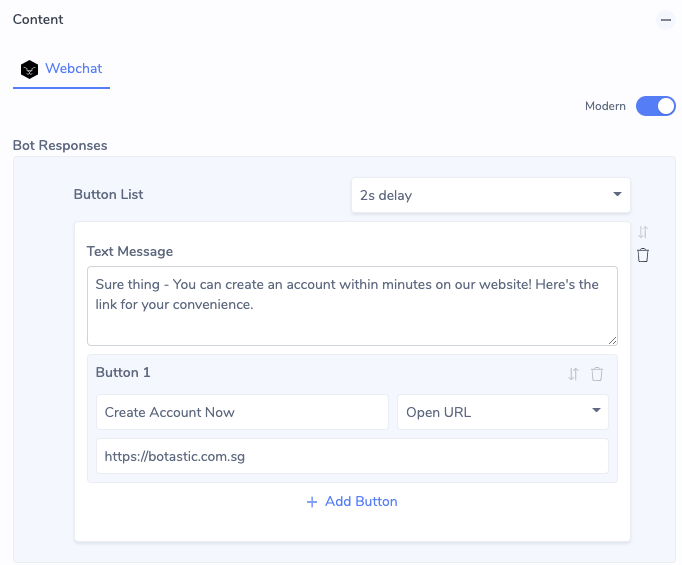 Content
Webchat
Modern
Bot Responses
Button List
2s delay
Text Message
Sure thing - You can create an account within minutes on our website! Here's the
link for your convenience.
Button 1
Create Account Now
Open URL
https://botastic.com.sg
+ Add Button